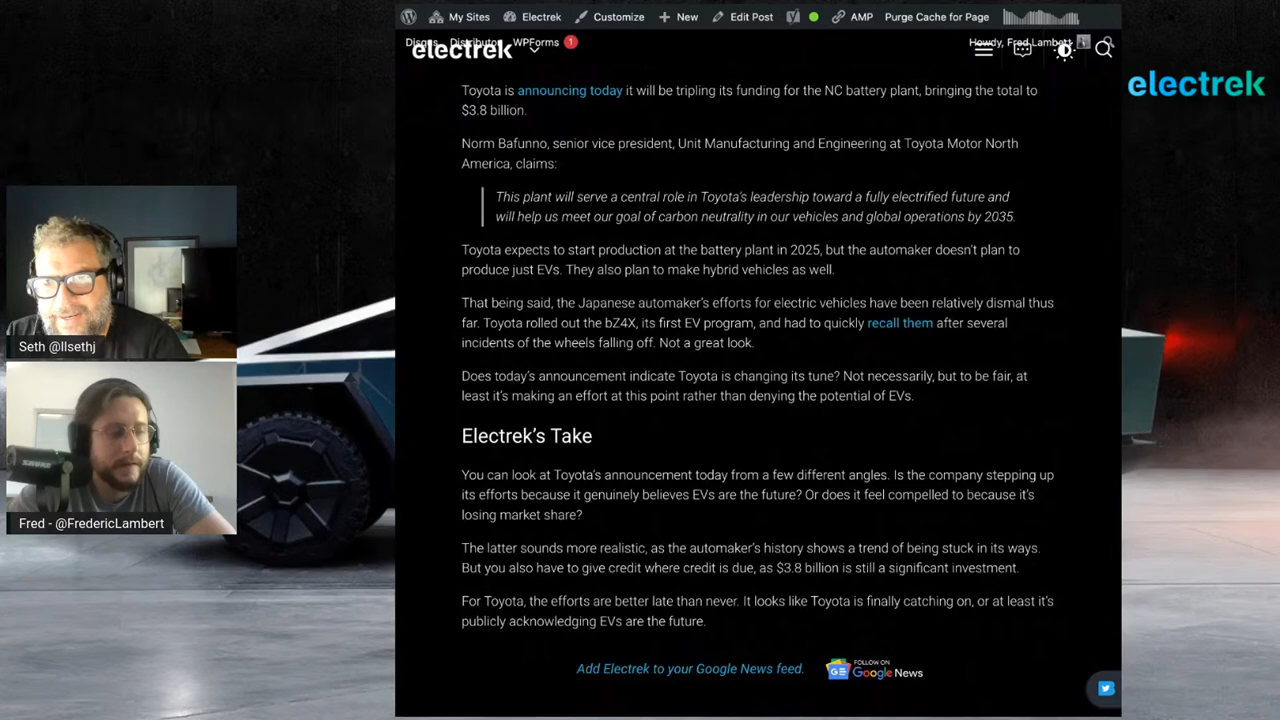 My Sites Electrek Customize + New Edit Post AMP Purge Cache for Page
Disqus Distributor WPForms 1 Howdy, Fred Lambert
electrek
electrek
Toyota is announcing today it will be tripling its funding for the NC battery plant, bringing the total to
$3.8 billion.
Norm Bafunno, senior vice president, Unit Manufacturing and Engineering at Toyota Motor North
America, claims:
This plant will serve a central role in Toyota's leadership toward a fully electrified future and
will help us meet our goal of carbon neutrality in our vehicles and global operations by 2035.
Toyota expects to start production at the battery plant in 2025, but the automaker doesn't plan to
produce just EVs. They also plan to make hybrid vehicles as well.
That being said, the Japanese automaker's efforts for electric vehicles have been relatively dismal thus
far. Toyota rolled out the bZ4X, its first EV program, and had to quickly recall them after several
incidents of the wheels falling off. Not a great look.
Does today's announcement indicate Toyota is changing its tune? Not necessarily, but to be fair, at
least it's making an effort at this point rather than denying the potential of EVs.
Electrek's Take
You can look at Toyota's announcement today from a few different angles. Is the company stepping up
its efforts because it genuinely believes EVs are the future? Or does it feel compelled to because it's
losing market share?
The latter sounds more realistic, as the automaker's history shows a trend of being stuck in its ways.
But you also have to give credit where credit is due, as $3.8 billion is still a significant investment.
For Toyota, the efforts are better late than never. It looks like Toyota is finally catching on, or at least it's
publicly acknowledging EVs are the future.
Add Electrek to your Google News feed.
FOLLOW ON
Google News
Seth @llsethj
SHURE
Fred - @FredericLambert